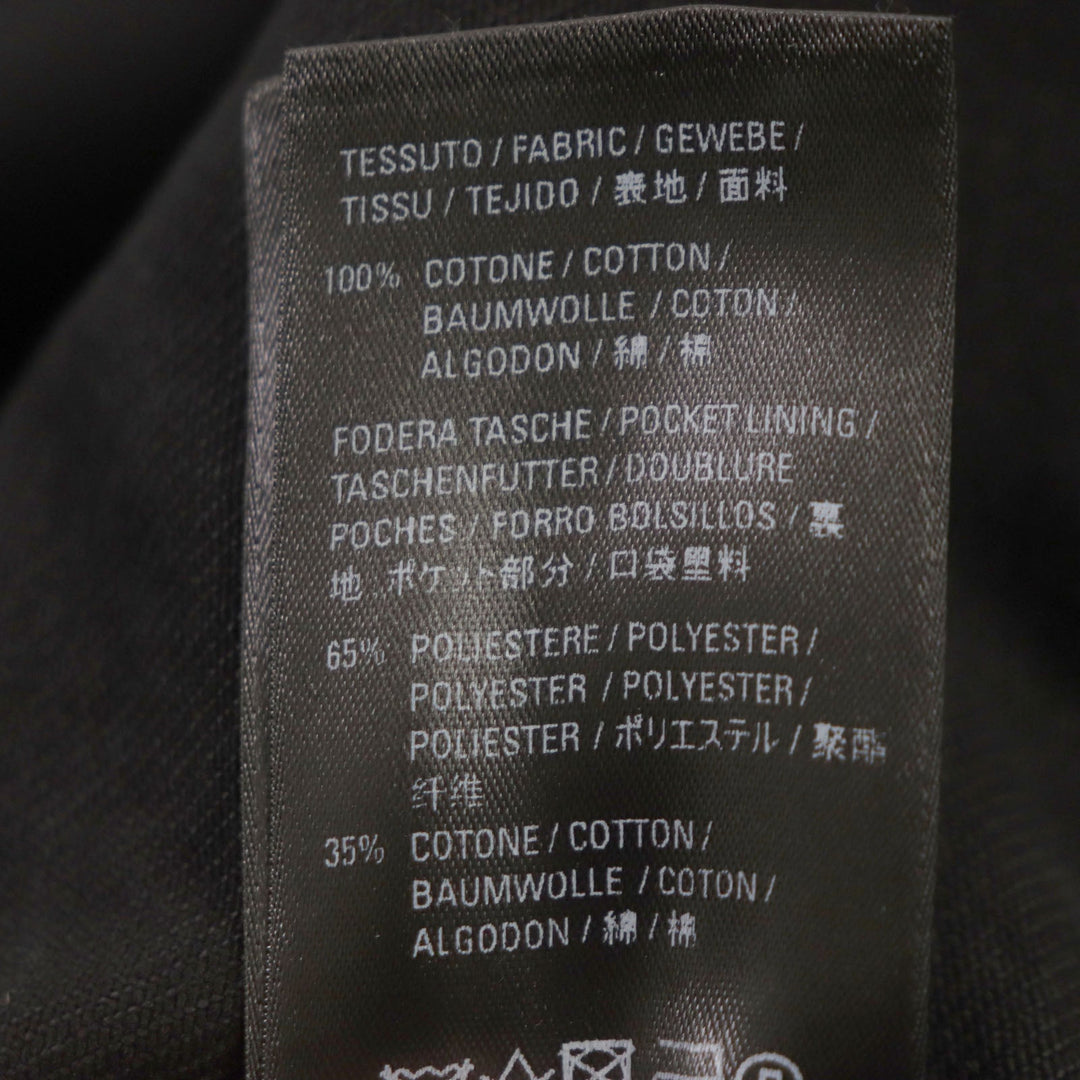 TESSUTO / FABRIC / GEWEBE /
TISSU / TEJIDO / 表地 / 面料
100% COTONE / COTTON /
BAUMWOLLE / COTON /
ALGODON / 綿 / 棉
FODERA TASCHE / POCKET LINING /
TASCHENFUTTER / DOUBLURE
POCHES / FORRO BOLSILLOS / 裏
地 ポケット部分 / 口袋里料
65% POLIESTERE / POLYESTER /
POLYESTER / POLYESTER /
POLIESTER / ポリエステル / 聚酯
纤维
35% COTONE / COTTON /
BAUMWOLLE / COTON /
ALGODON / 綿 / 棉